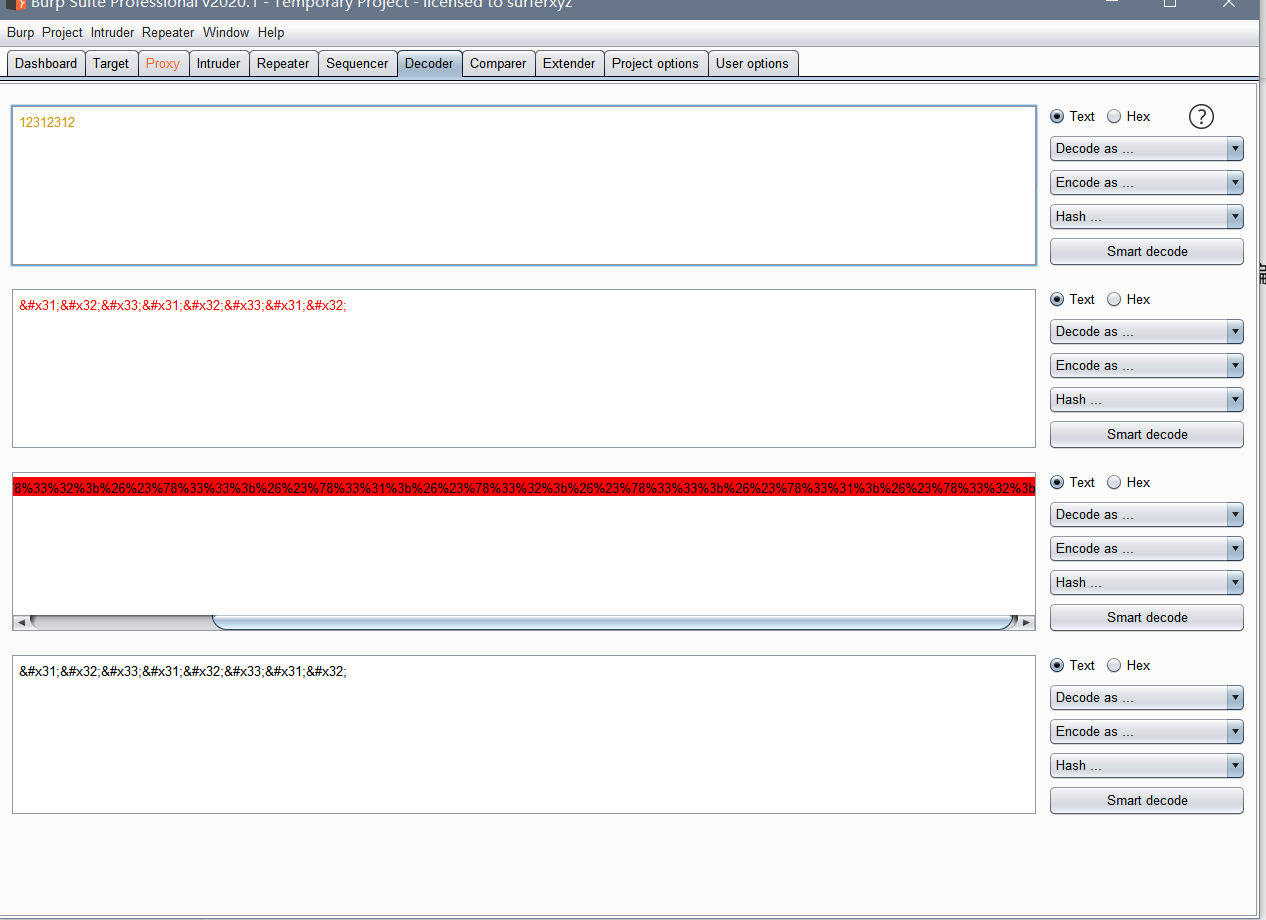 Burp Suite Professional v2020.1 - Temporary Project - licensed to surferxyz
Burp Project Intruder Repeater Window Help
Dashboard Target Proxy Intruder Repeater Sequencer Decoder Comparer Extender Project options User options
12312312
Text Hex ?
Decode as ...
Encode as ...
Hash ...
Smart decode
&#x31;&#x32;&#x33;&#x31;&#x32;&#x33;&#x31;&#x32;
Text Hex
Decode as ...
Encode as ...
Hash ...
Smart decode
8%33%32%3b%26%23%78%33%33%3b%26%23%78%33%31%3b%26%23%78%33%32%3b%26%23%78%33%33%3b%26%23%78%33%31%3b%26%23%78%33%32%3b
Text Hex
Decode as ...
Encode as ...
Hash ...
Smart decode
&#x31;&#x32;&#x33;&#x31;&#x32;&#x33;&#x31;&#x32;
Text Hex
Decode as ...
Encode as ...
Hash ...
Smart decode